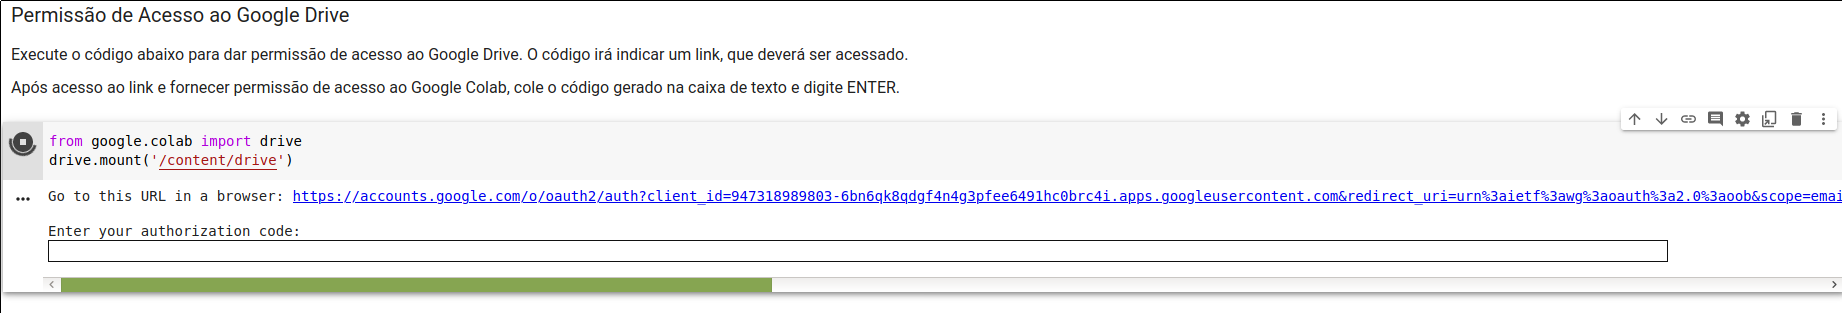 Permissão de Acesso ao Google Drive
Execute o código abaixo para dar permissão de acesso ao Google Drive. O código irá indicar um link, que deverá ser acessado.
Após acesso ao link e fornecer permissão de acesso ao Google Colab, cole o código gerado na caixa de texto e digite ENTER.
from google.colab import drive
drive.mount('/content/drive')
Go to this URL in a browser: https://accounts.google.com/o/oauth2/auth?client_id=947318989803-6bn6qk8qdgf4n4g3pfee6491hc0brc4i.apps.googleusercontent.com&redirect_uri=urn%3aietf%3awg%3aoauth%3a2.0%3aoob&scope=emai
Enter your authorization code: